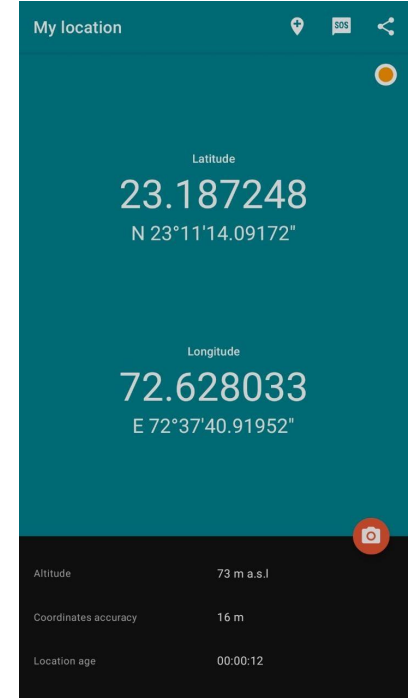 My location
SOS
Latitude
23.187248
N 23°11'14.09172"
Longitude
72.628033
E 72°37'40.91952"
Altitude 73 m a.s.l
Coordinates accuracy 16 m
Location age 00:00:12